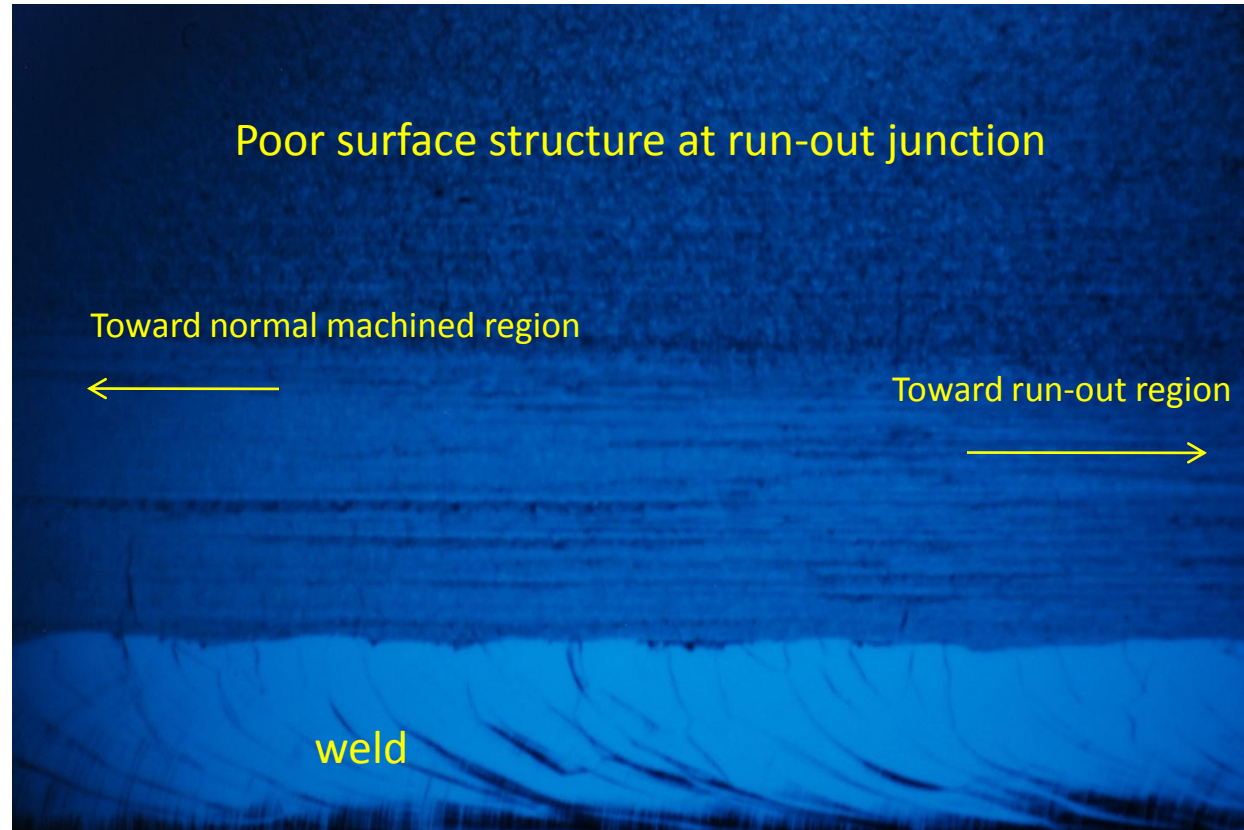 Poor surface structure at run-out junction
Toward normal machined region
Toward run-out region
weld